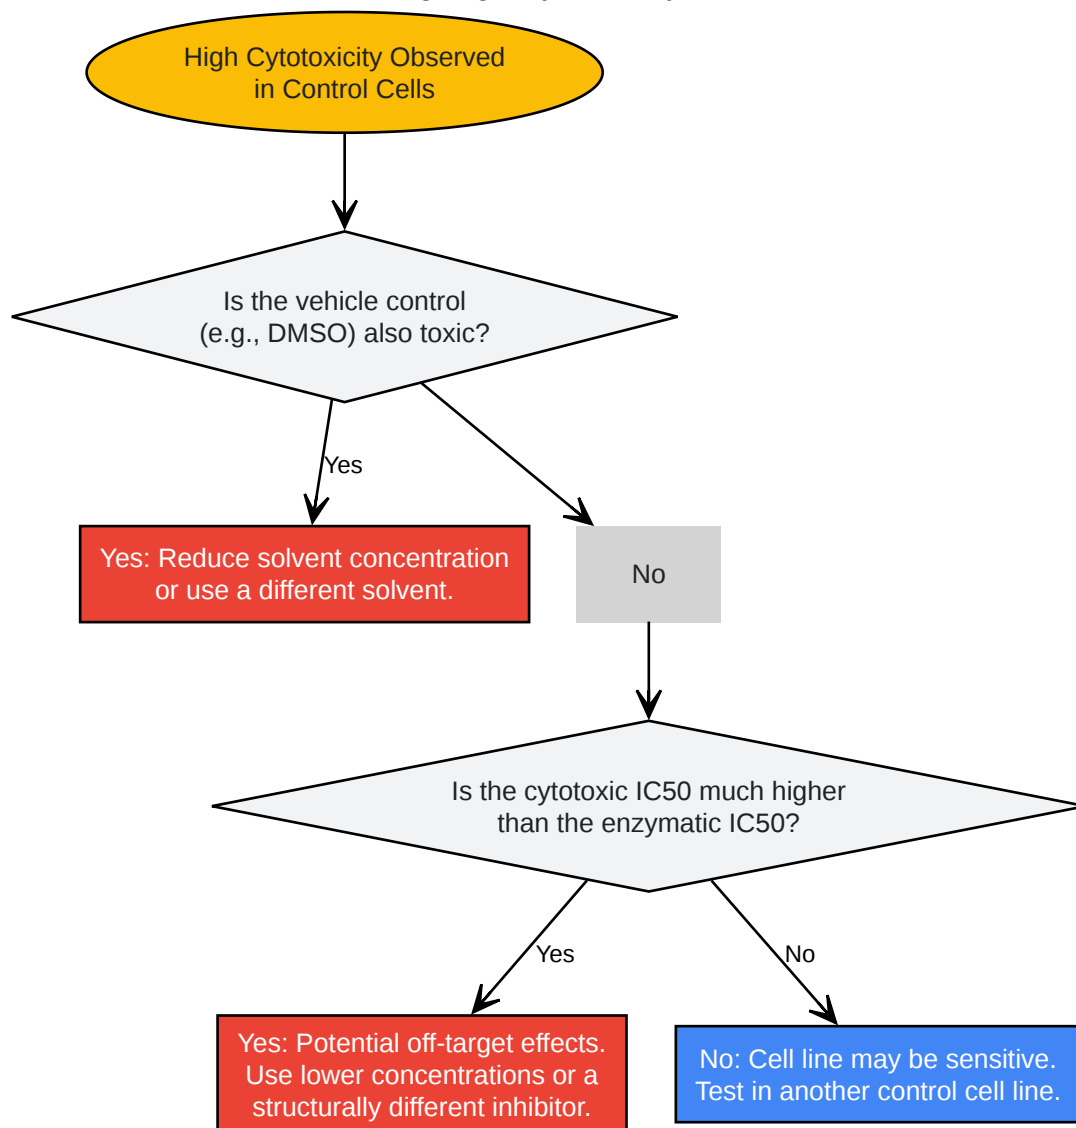 High Cytotoxicity Observed
in Control Cells
Is the vehicle control
(e.g., DMSO) also toxic?
Yes
Yes: Reduce solvent concentration
or use a different solvent.
No
Is the cytotoxic IC50 much higher
than the enzymatic IC50?
Yes
No
Yes: Potential off-target effects.
Use lower concentrations or a
structurally different inhibitor.
No: Cell line may be sensitive.
Test in another control cell line.